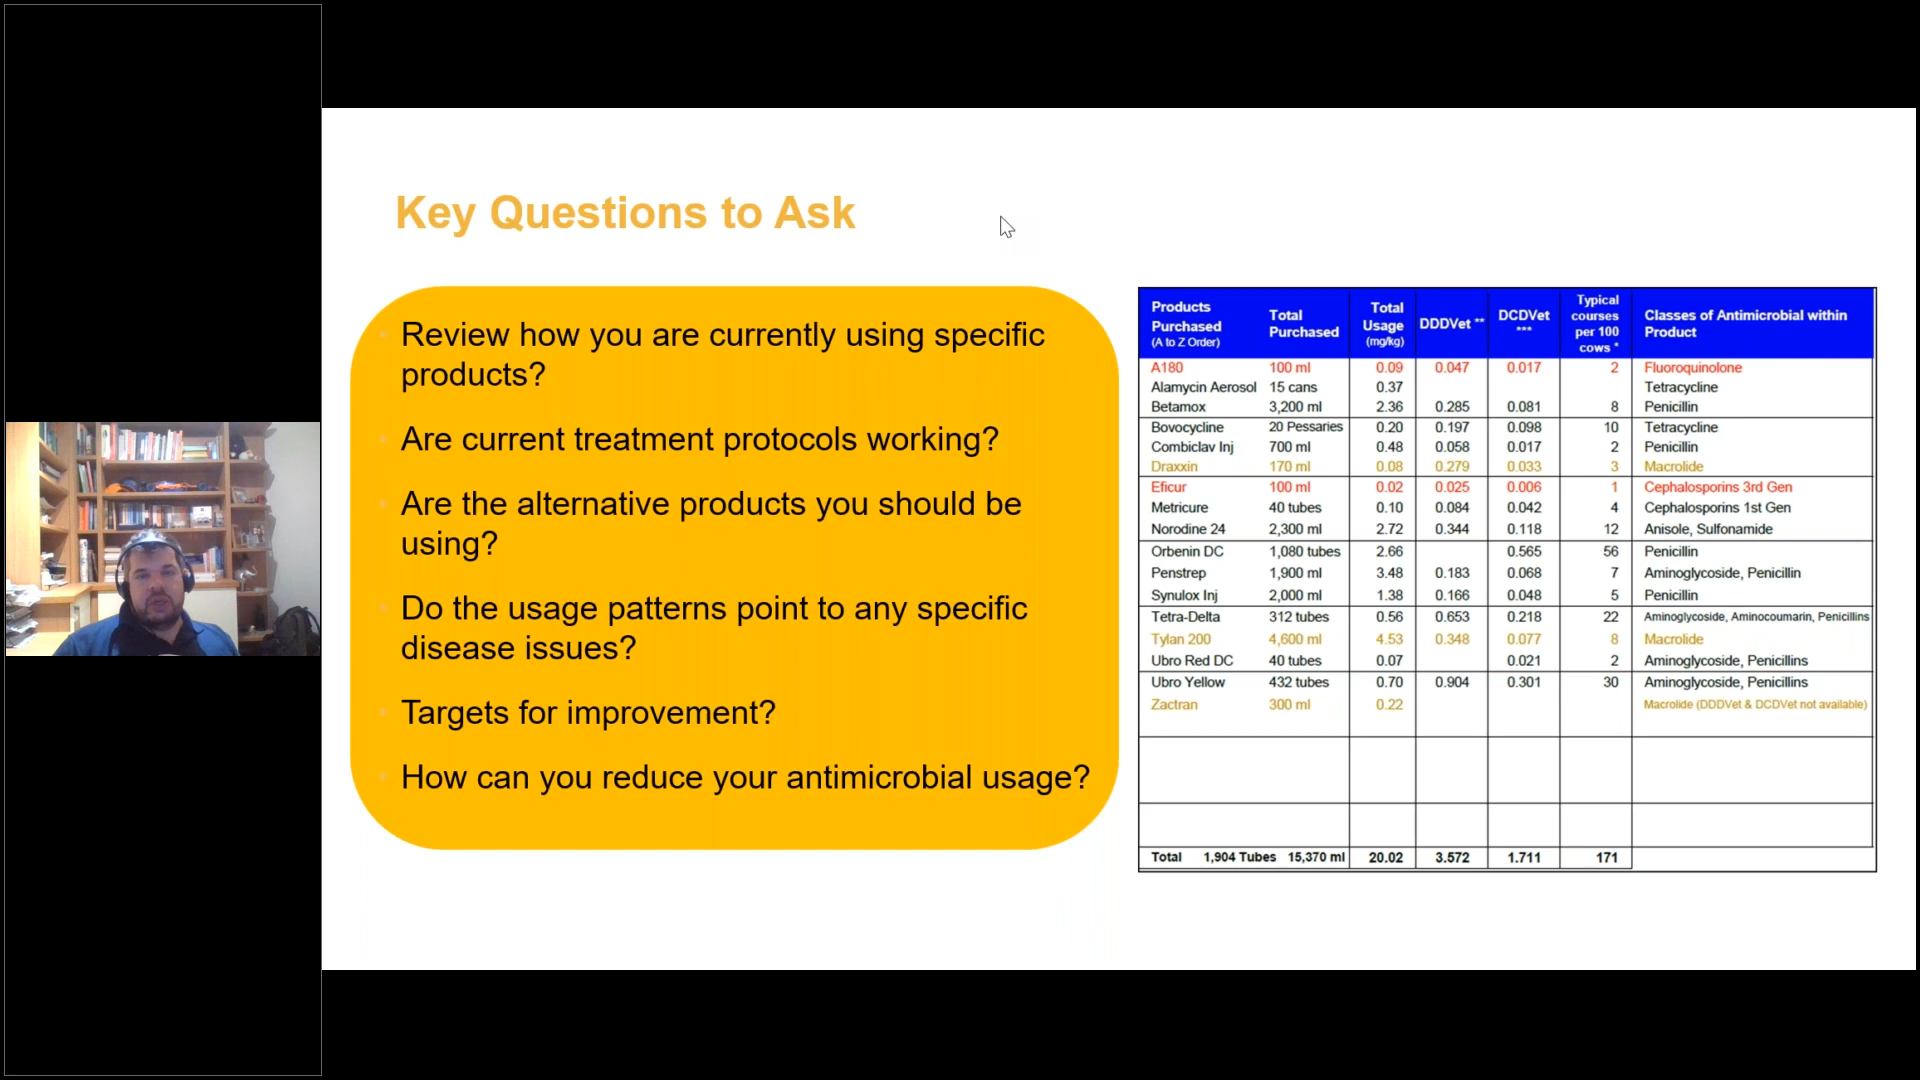 Key Questions to Ask
Review how you are currently using specific
products?
Are current treatment protocols working?
Are the alternative products you should be
using?
Do the usage patterns point to any specific
disease issues?
Targets for improvement?
How can you reduce your antimicrobial usage?
Products Purchased (A to Z Order) Total Purchased Total Usage (mg/kg) DDDVet ** DCDVet *** Typical courses per 100 cows * Classes of Antimicrobial within Product
A180 100 ml 0.09 0.047 0.017 2 Fluoroquinolone
Alamycin Aerosol 15 cans 0.37 Tetracycline
Betamox 3,200 ml 2.36 0.285 0.081 8 Penicillin
Bovocycline 20 Pessaries 0.20 0.197 0.098 10 Tetracycline
Combiclav Inj 700 ml 0.48 0.058 0.017 2 Penicillin
Draxxin 170 ml 0.08 0.279 0.033 3 Macrolide
Eficur 100 ml 0.02 0.025 0.006 1 Cephalosporins 3rd Gen
Metricure 40 tubes 0.10 0.084 0.042 4 Cephalosporins 1st Gen
Norodine 24 2,300 ml 2.72 0.344 0.118 12 Anisole, Sulfonamide
Orbenin DC 1,080 tubes 2.66 0.565 56 Penicillin
Penstrep 1,900 ml 3.48 0.183 0.068 7 Aminoglycoside, Penicillin
Synulox Inj 2,000 ml 1.38 0.166 0.048 5 Penicillin
Tetra-Delta 312 tubes 0.56 0.653 0.218 22 Aminoglycoside, Aminocoumarin, Penicillins
Tylan 200 4,600 ml 4.53 0.348 0.077 8 Macrolide
Ubro Red DC 40 tubes 0.07 0.021 2 Aminoglycoside, Penicillins
Ubro Yellow 432 tubes 0.70 0.904 0.301 30 Aminoglycoside, Penicillins
Zactran 300 ml 0.22 Macrolide (DDDVet & DCDVet not available)
Total 1,904 Tubes 15,370 ml 20.02 3.572 1.711 171